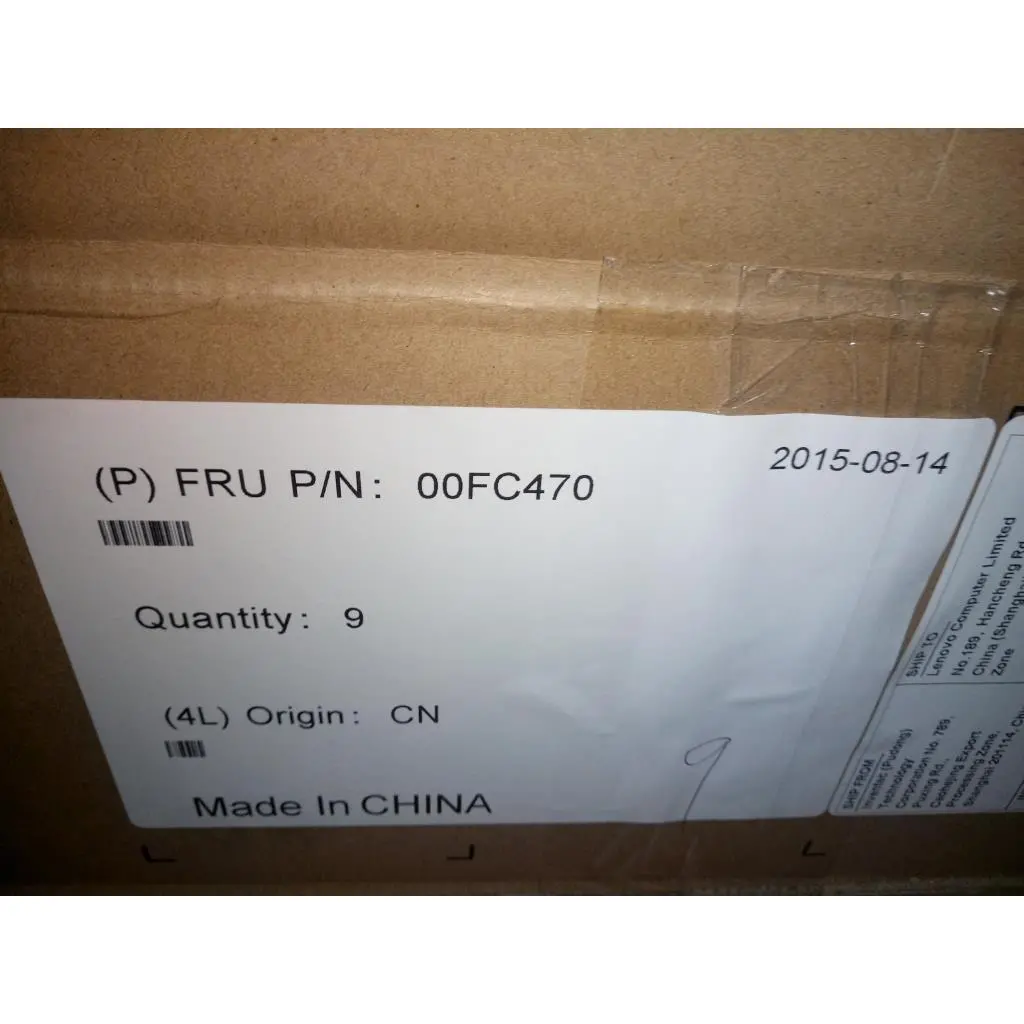 (P) FRU P/N: 00FC470
2015-08-14
Quantity: 9
(4L) Origin: CN
9
Made In CHINA
SHIP TO
Lenovo Computer Limited
No.189, Hancheng Rd
China (Shanghai
Zone
SHIP FROM
Inventec (Pudong)
Technology
Corporation No. 789,
Puxing Rd.,
Caohejing Export
Processing Zone,
Shanghai 201114,